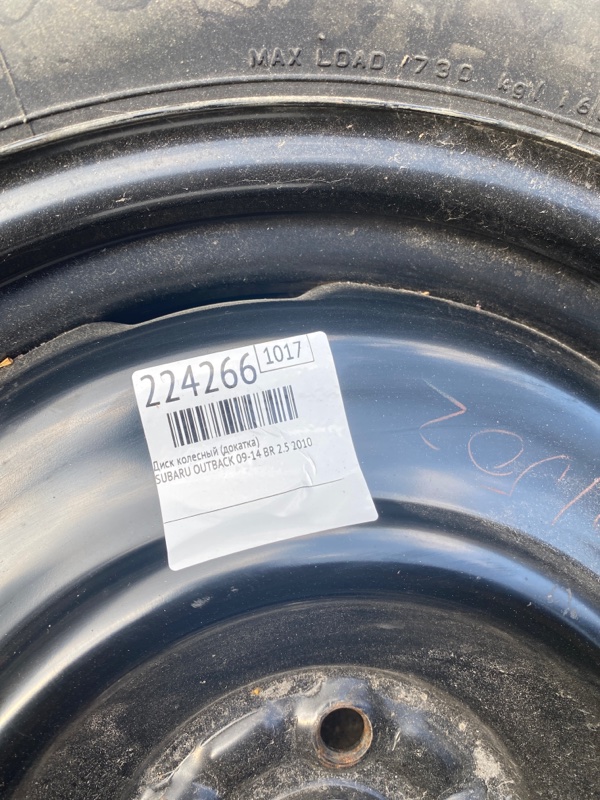 MAX LOAD 730 kg/
224266 1017
Диск колесный (докатка)
SUBARU OUTBACK 09-14 BR 2.5 2010